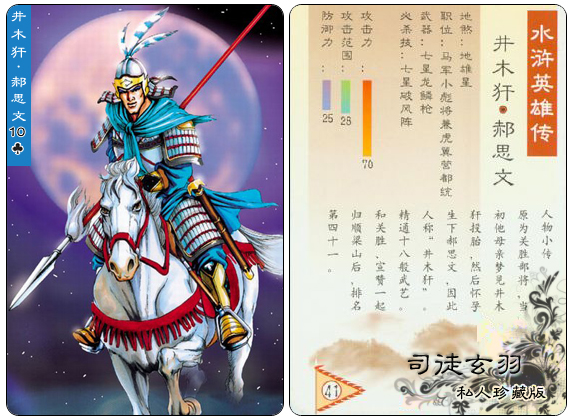 井木犴·郝思文
10♣
水浒英雄传
井木犴·郝思文
地煞：地雄星
职位：马军小彪将兼虎翼营都统
武器：七星龙鳞枪
必杀技：七星破风阵
攻击力：
70
攻击范围：
28
防御力：
25
人物小传
原为关胜部将，当
初他母亲梦见井木
犴投胎，然后怀孕
生下郝思文，因此
人称“井木犴”。
精通十八般武艺。
和关胜、宣赞一起
归顺梁山后，排名
第四十一。
司徒玄羽
私人珍藏版
41